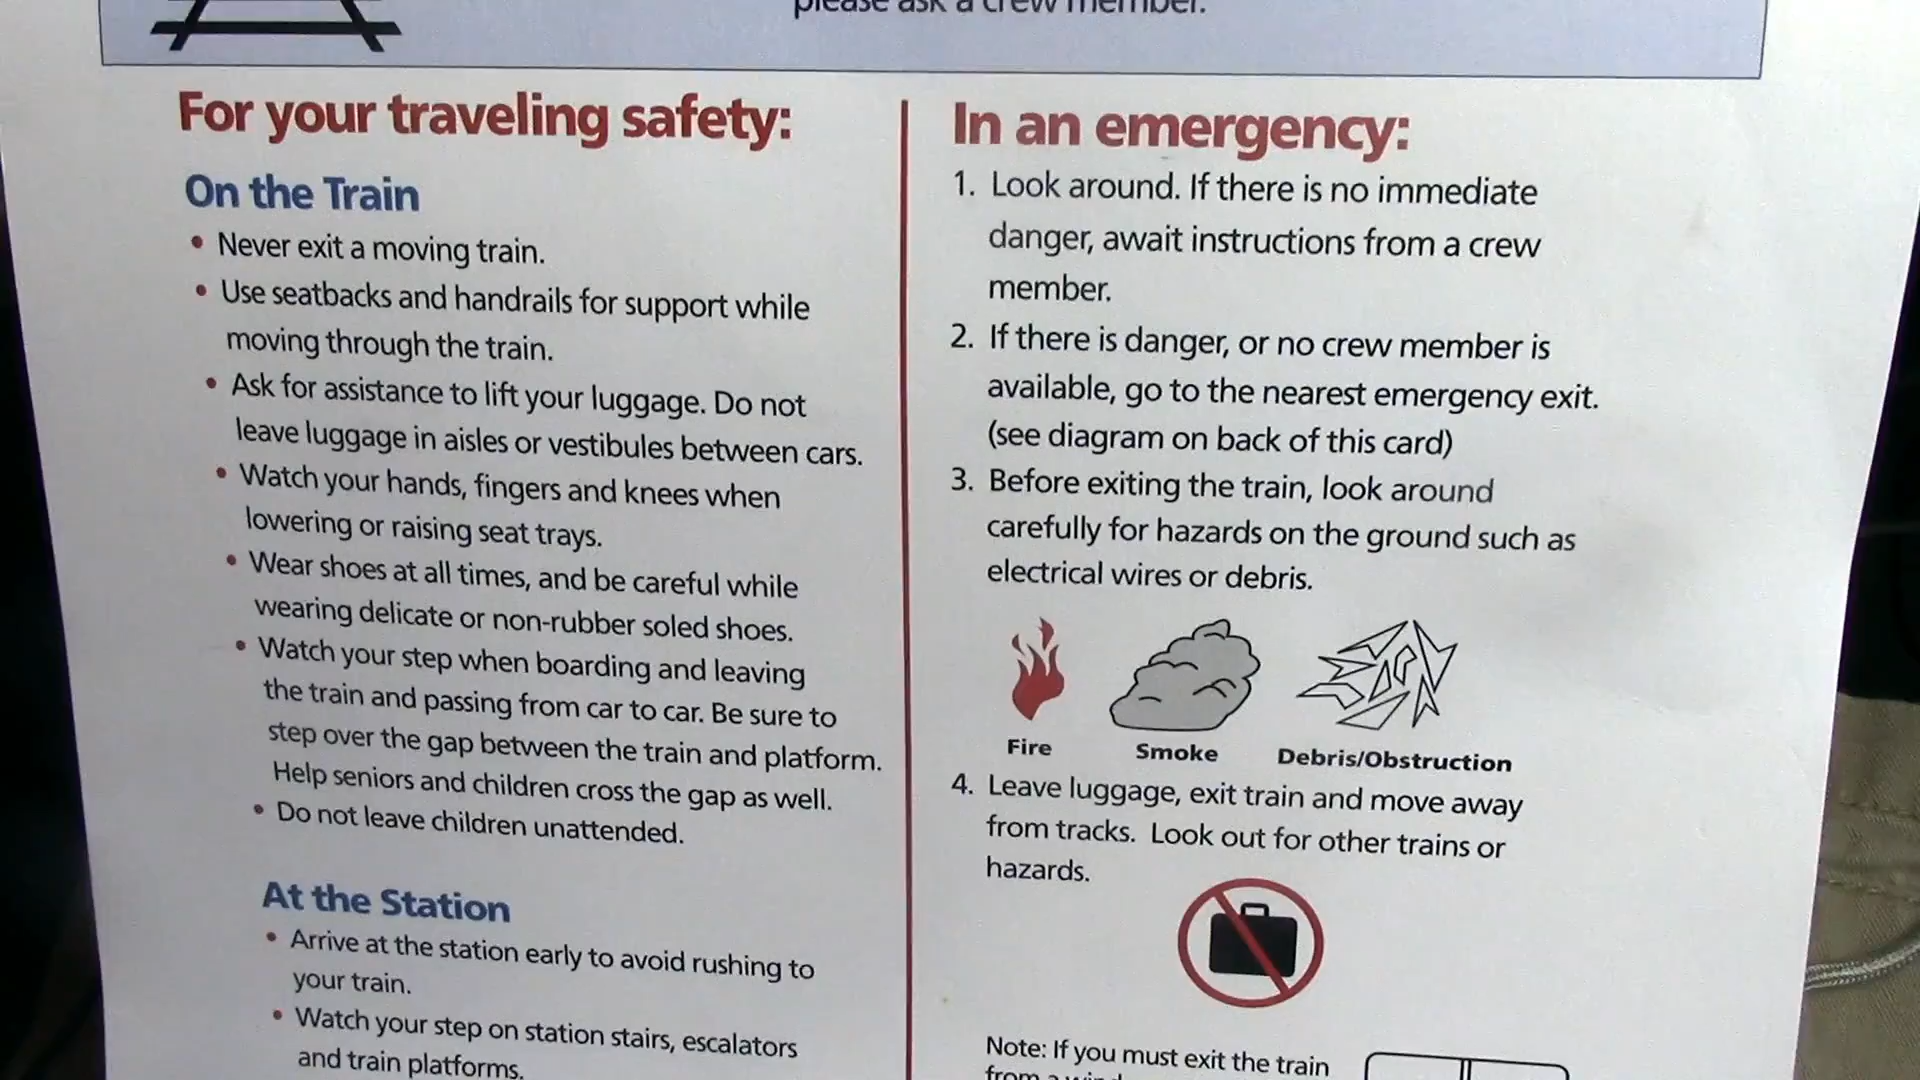 please ask a crew member.
For your traveling safety:
On the Train
• Never exit a moving train.
• Use seatbacks and handrails for support while
moving through the train.
• Ask for assistance to lift your luggage. Do not
leave luggage in aisles or vestibules between cars.
• Watch your hands, fingers and knees when
lowering or raising seat trays.
• Wear shoes at all times, and be careful while
wearing delicate or non-rubber soled shoes.
• Watch your step when boarding and leaving
the train and passing from car to car. Be sure to
step over the gap between the train and platform.
Help seniors and children cross the gap as well.
• Do not leave children unattended.
At the Station
• Arrive at the station early to avoid rushing to
your train.
• Watch your step on station stairs, escalators
and train platforms.
In an emergency:
1. Look around. If there is no immediate
danger, await instructions from a crew
member.
2. If there is danger, or no crew member is
available, go to the nearest emergency exit.
(see diagram on back of this card)
3. Before exiting the train, look around
carefully for hazards on the ground such as
electrical wires or debris.
Fire
Smoke
Debris/Obstruction
4. Leave luggage, exit train and move away
from tracks. Look out for other trains or
hazards.
Note: If you must exit the train
from a